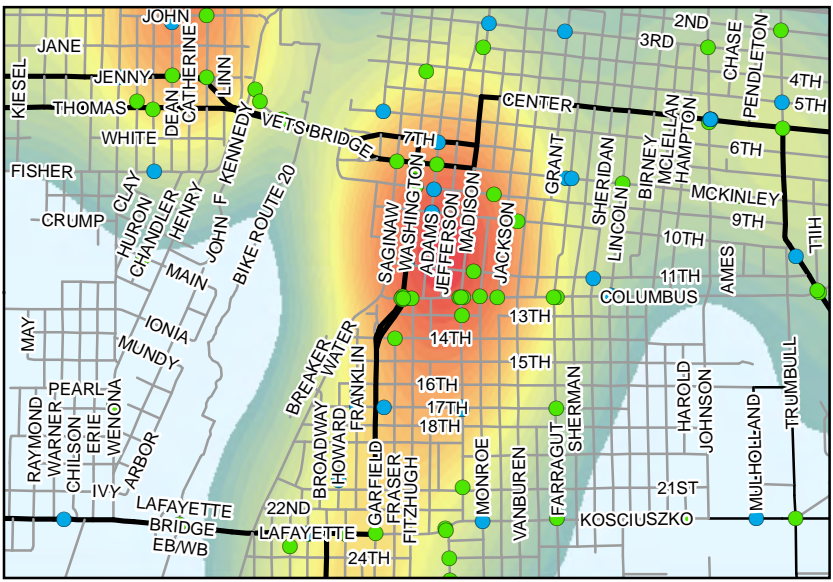 JOHN
2ND
JANE
3RD
CHASE
PENDLETON
CATHERINE
LINN
DEAN
KIESEL
JENNY
4TH
THOMAS
CENTER
5TH
VETS BRIDGE
WHITE
7TH
6TH
KENNEDY
JOHN F
FISHER
GRANT
SHERIDAN
LINCOLN
BIRNEY
MCLELLAN
HAMPTON
MCKINLEY
CLAY
HURON
CHANDLER
HENRY
BIKE ROUTE 20
CRUMP
9TH
HILL
SAGINAW
WASHINGTON
ADAMS
JEFFERSON
MADISON
JACKSON
10TH
MAIN
11TH
AMES
COLUMBUS
13TH
IONIA
MAY
MUNDY
14TH
BREAKER
WATER
FRANKLIN
15TH
TRUMBULL
PEARL
16TH
HAROLD
JOHNSON
17TH
18TH
RAYMOND
WARNER
CHILSON
ERIE
WENONA
ARBOR
BROADWAY
HOWARD
SHERMAN
FARRAGUT
MULHOLLAND
MONROE
VANBUREN
GARFIELD
FRASER
FITZHUGH
IVY
21ST
LAFAYETTE
BRIDGE
EB/WB
22ND
KOSCIUSZKO
LAFAYETTE
24TH